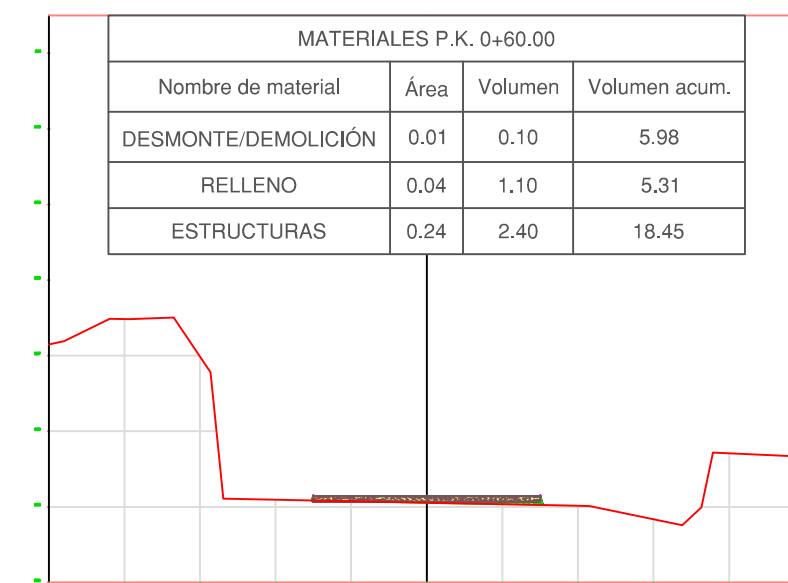 MATERIALES P.K. 0+60.00
Nombre de material Área Volumen Volumen acum.
DESMONTE/DEMOLICIÓN 0.01 0.10 5.98
RELLENO 0.04 1.10 5.31
ESTRUCTURAS 0.24 2.40 18.45